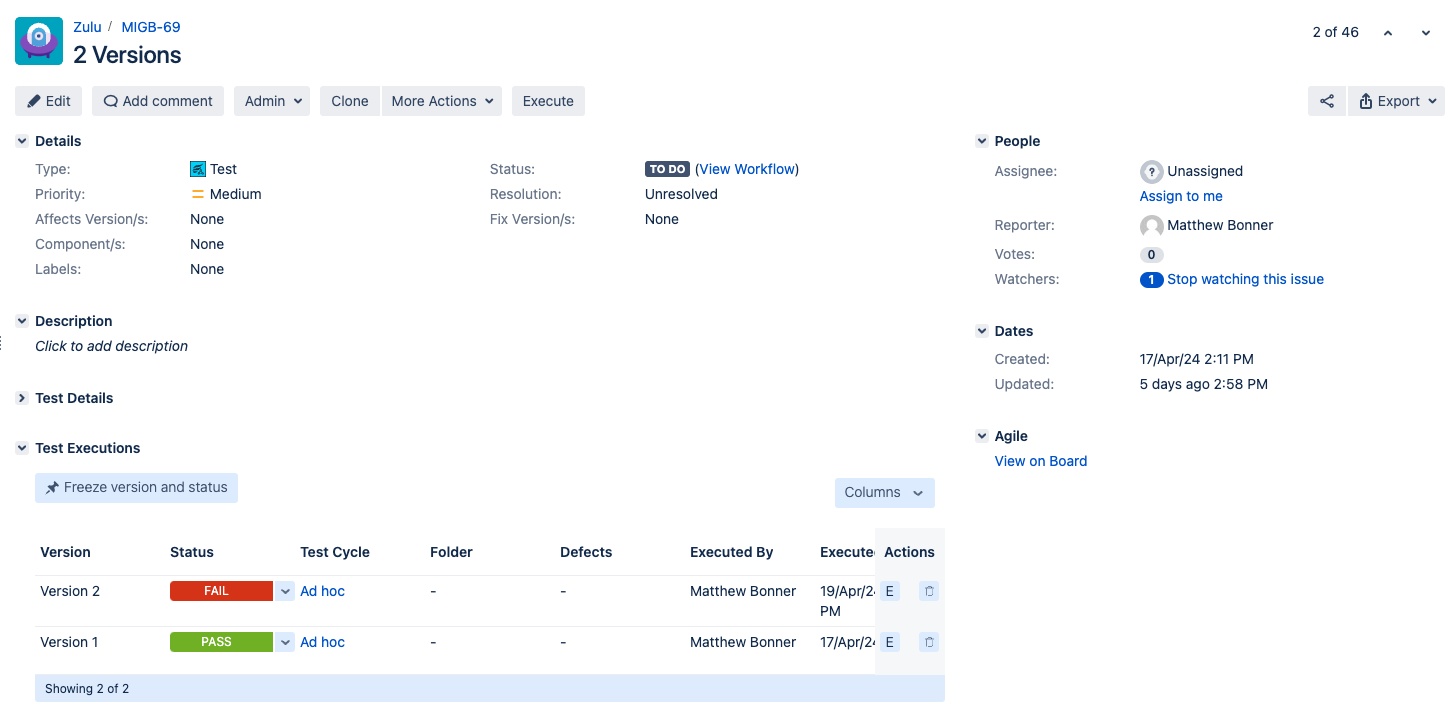 Zulu / MIGB-69
2 Versions
2 of 46
Edit Add comment Admin Clone More Actions Execute Export
Details
Type: Test
Status: TO DO (View Workflow)
Priority: Medium
Resolution: Unresolved
Affects Version/s: None
Fix Version/s: None
Component/s: None
Labels: None
Description
Click to add description
Test Details
Test Executions
Freeze version and status
Columns
Version Status Test Cycle Folder Defects Executed By Execute Actions
Version 2 FAIL Ad hoc - - Matthew Bonner 19/Apr/24 E
PM
Version 1 PASS Ad hoc - - Matthew Bonner 17/Apr/24 E
Showing 2 of 2
People
Assignee: ? Unassigned
Assign to me
Reporter: Matthew Bonner
Votes: 0
Watchers: 1 Stop watching this issue
Dates
Created: 17/Apr/24 2:11 PM
Updated: 5 days ago 2:58 PM
Agile
View on Board